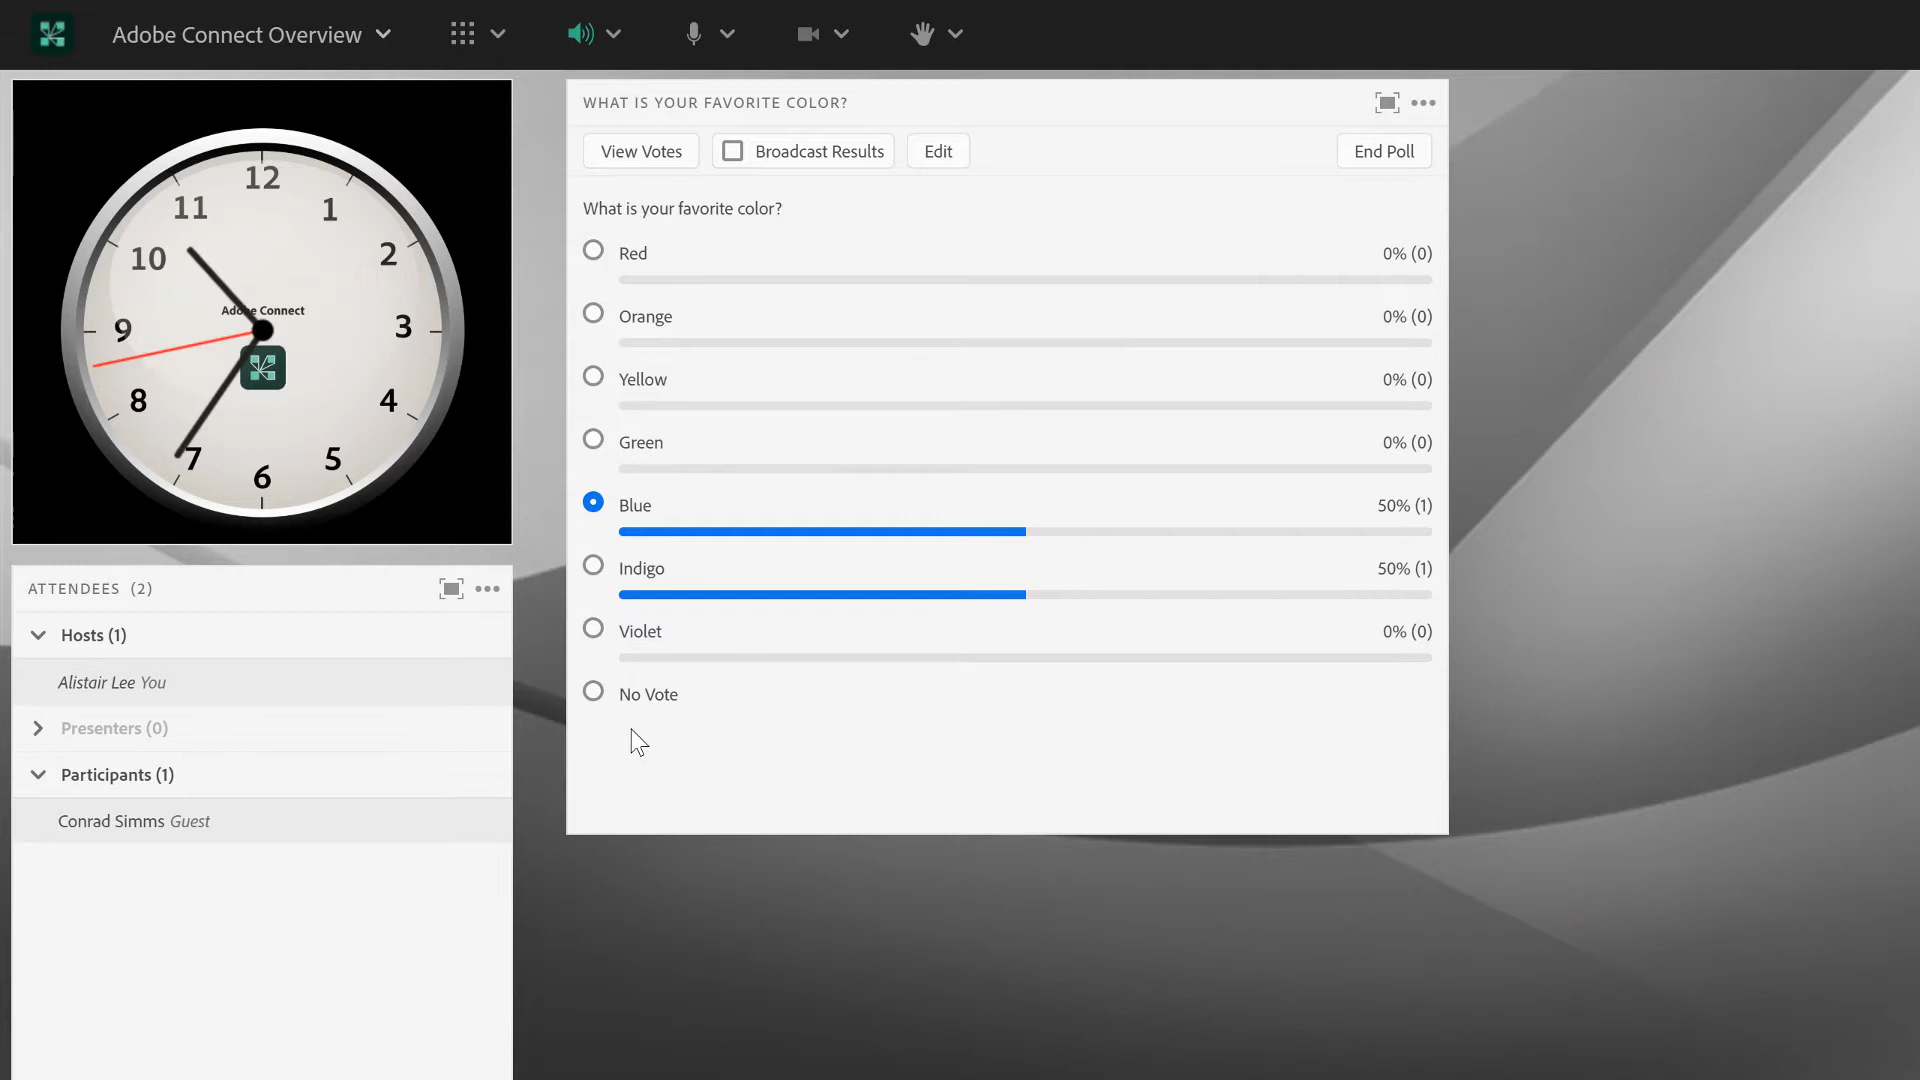 Adobe Connect Overview
12
11
1
10
2
Adobe Connect
9
3
8
4
7
5
6
WHAT IS YOUR FAVORITE COLOR?
View Votes
Broadcast Results
Edit
End Poll
What is your favorite color?
Red 0% (0)
Orange 0% (0)
Yellow 0% (0)
Green 0% (0)
Blue 50% (1)
Indigo 50% (1)
Violet 0% (0)
No Vote
ATTENDEES (2)
Hosts (1)
Alistair Lee You
Presenters (0)
Participants (1)
Conrad Simms Guest